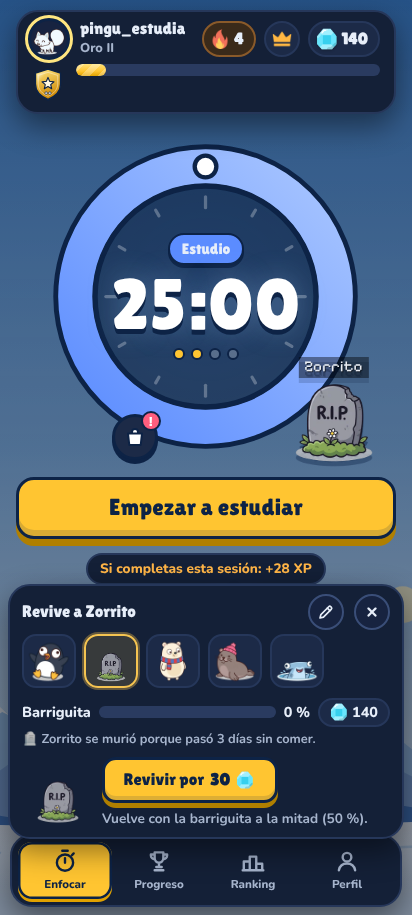 pingu_estudia
Oro II
4
140
Estudio
25:00
Zorrito
R.I.P.
!
Empezar a estudiar
Si completas esta sesión: +28 XP
Revive a Zorrito
R.I.P.
Barriguita
0 %
140
Zorrito se murió porque pasó 3 días sin comer.
Revivir por 30
R.I.P.
Vuelve con la barriguita a la mitad (50 %).
Enfocar
Progreso
Ranking
Perfil